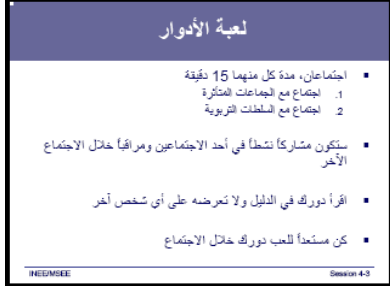 لعبة الأدوار
▪ اجتماعان، مدة كل منهما 15 دقيقة
1. اجتماع مع الجماعات المتأثرة
2. اجتماع مع السلطات التربوية
▪ ستكون مشاركاً نشطاً في أحد الاجتماعين ومراقباً خلال الاجتماع
الآخر
▪ اقرأ دورك في الدليل ولا تعرضه على أي شخص آخر
▪ كن مستعداً للعب دورك خلال الاجتماع
INEE/MSEE
Session 4-3